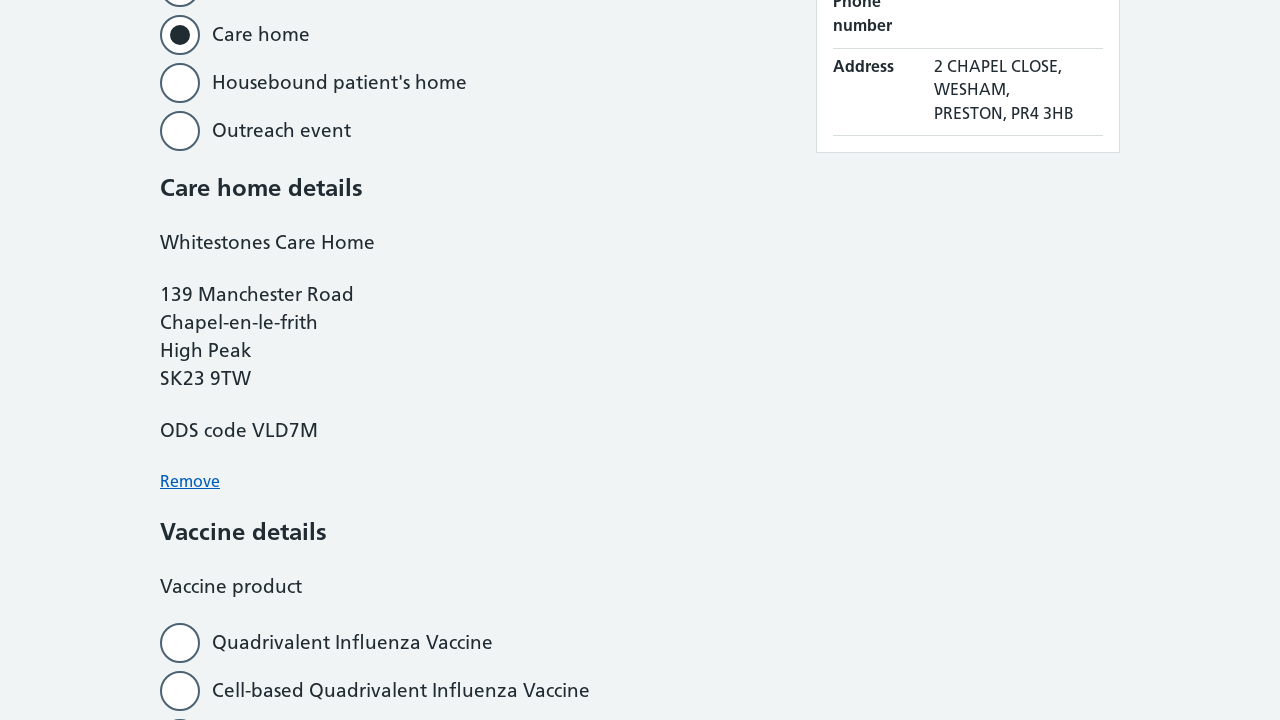 Care home
Housebound patient's home
Outreach event
Care home details
Whitestones Care Home
139 Manchester Road
Chapel-en-le-frith
High Peak
SK23 9TW
ODS code VLD7M
Remove
Vaccine details
Vaccine product
Quadrivalent Influenza Vaccine
Cell-based Quadrivalent Influenza Vaccine
Phone
number
Address
2 CHAPEL CLOSE,
WESHAM,
PRESTON, PR4 3HB